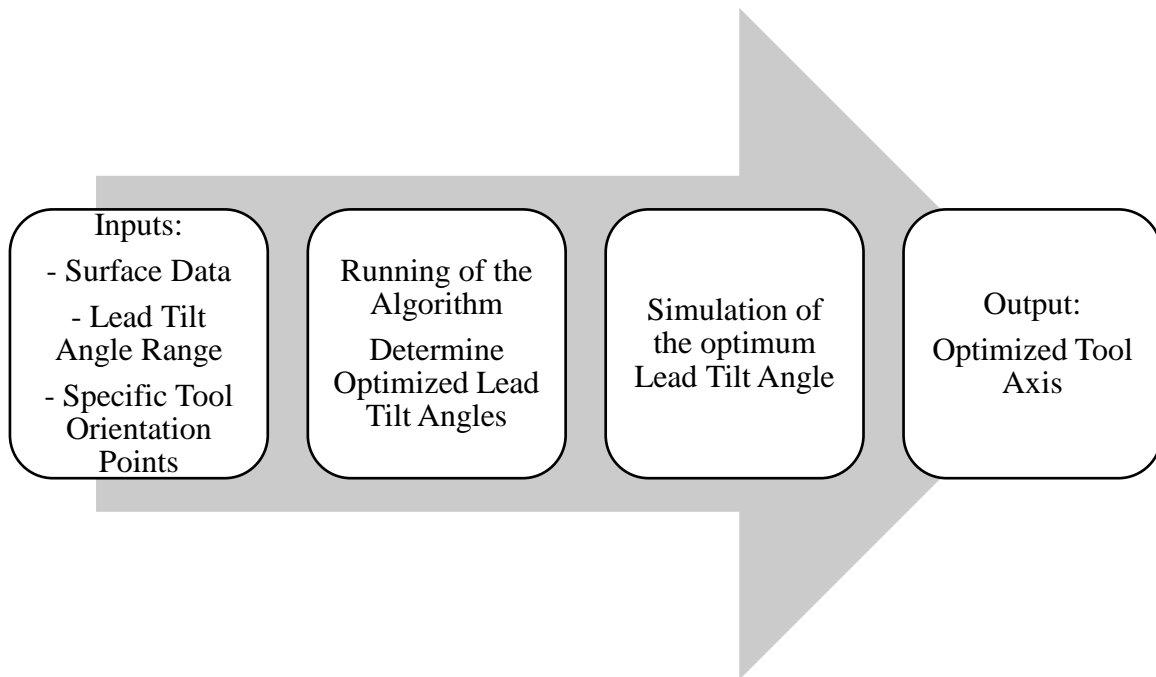 Inputs:
- Surface Data
- Lead Tilt
Angle Range
- Specific Tool
Orientation
Points
Running of the
Algorithm
Determine
Optimized Lead
Tilt Angles
Simulation of
the optimum
Lead Tilt Angle
Output:
Optimized Tool
Axis